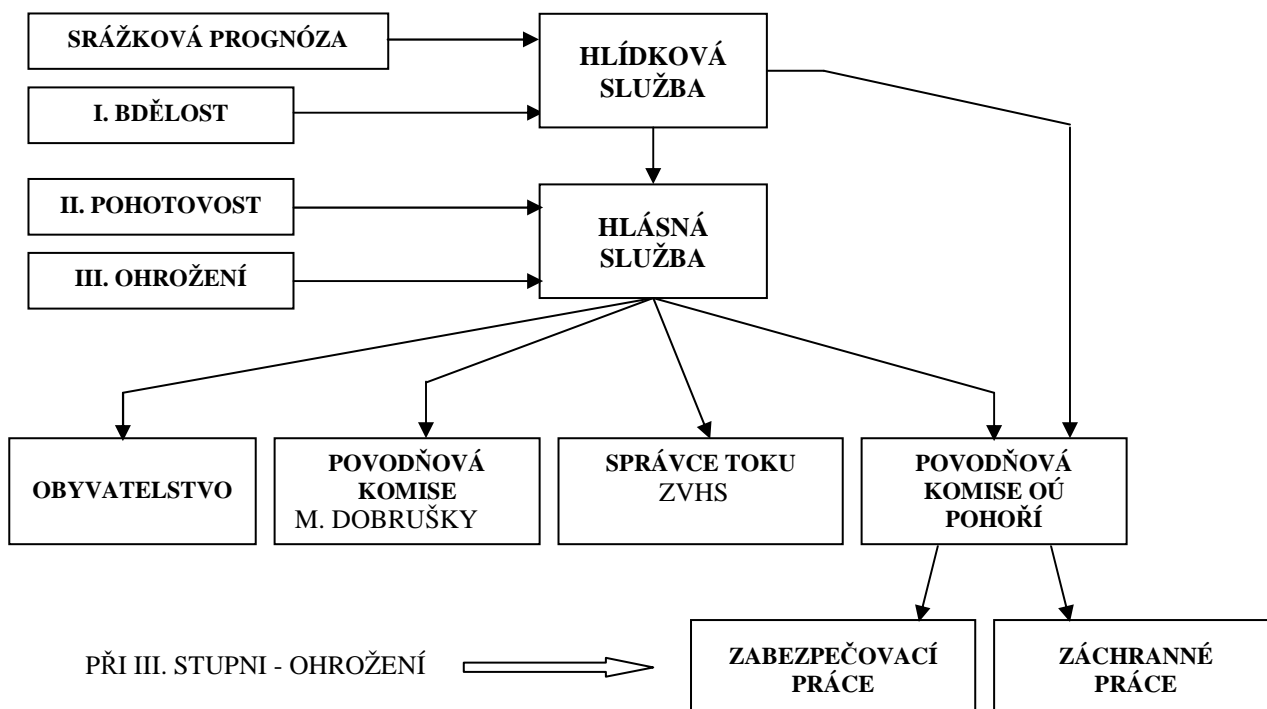 SRÁŽKOVÁ PROGNÓZA
HLÍDKOVÁ
SLUŽBA
I. BDĚLOST
II. POHOTOVOST
HLÁSNÁ
SLUŽBA
III. OHROŽENÍ
OBYVATELSTVO
POVODŇOVÁ
KOMISE
M. DOBRUŠKY
SPRÁVCE TOKU
ZVHS
POVODŇOVÁ
KOMISE OÚ
POHOŘÍ
PŘI III. STUPNI - OHROŽENÍ
ZABEZPEČOVACÍ
PRÁCE
ZÁCHRANNÉ
PRÁCE